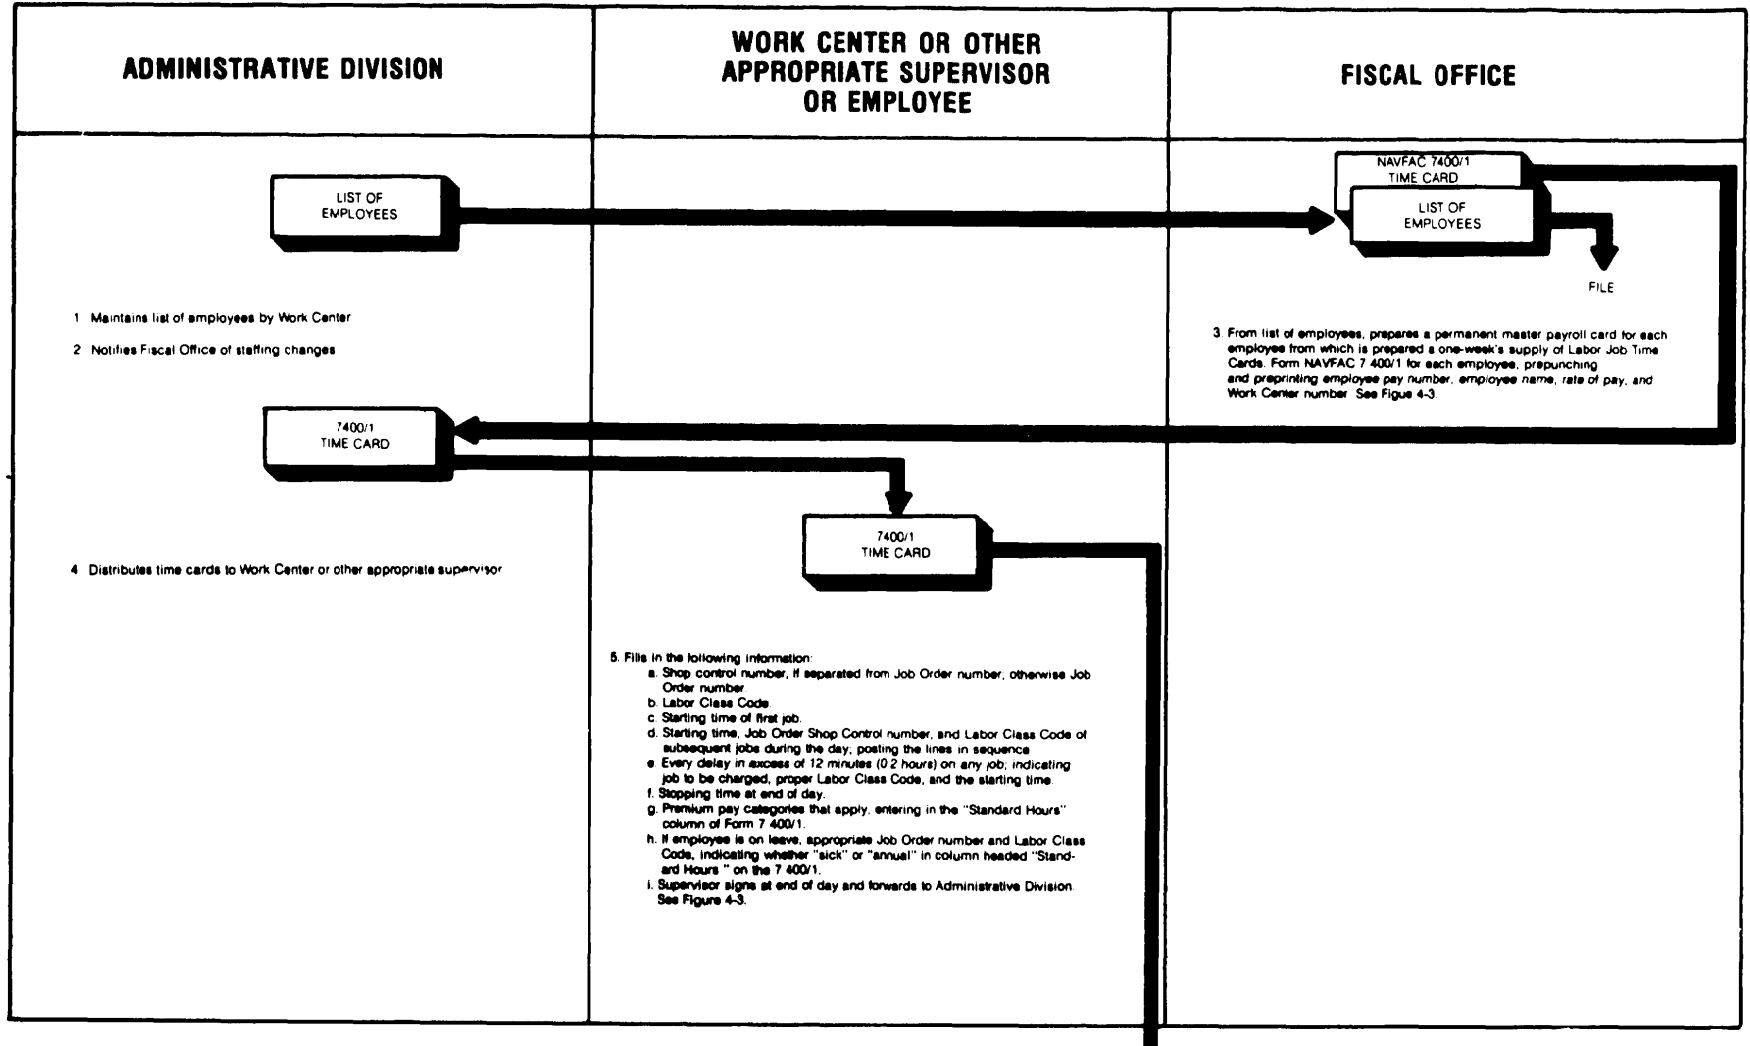 ADMINISTRATIVE DIVISION
WORK CENTER OR OTHER
APPROPRIATE SUPERVISOR
OR EMPLOYEE
FISCAL OFFICE
LIST OF
EMPLOYEES
NAVFAC 7400/1
TIME CARD
LIST OF
EMPLOYEES
FILE
1 Maintains list of employees by Work Center
2 Notifies Fiscal Office of staffing changes
3. From list of employees, prepares a permanent master payroll card for each
employee from which is prepared a one-week's supply of Labor Job Time
Cards. Form NAVFAC 7 400/1 for each employee, prepunching
and preprinting employee pay number, employee name, rate of pay, and
Work Center number See Figue 4-3.
7400/1
TIME CARD
7400/1
TIME CARD
4 Distributes time cards to Work Center or other appropriate supervisor
5. Fills in the following information:
a. Shop control number, if separated from Job Order number, otherwise Job
Order number.
b. Labor Class Code.
c. Starting time of first job.
d. Starting time, Job Order Shop Control number, and Labor Class Code of
subsequent jobs during the day; posting the lines in sequence
e. Every delay in excess of 12 minutes (0.2 hours) on any job; indicating
job to be charged, proper Labor Class Code, and the starting time.
f. Stopping time at end of day.
g. Premium pay categories that apply, entering in the "Standard Hours"
column of Form 7 400/1.
h. If employee is on leave, appropriate Job Order number and Labor Class
Code, indicating whether "sick" or "annual" in column headed "Stand-
ard Hours" on the 7 400/1.
i. Supervisor signs at end of day and forwards to Administrative Division.
See Figure 4-3.